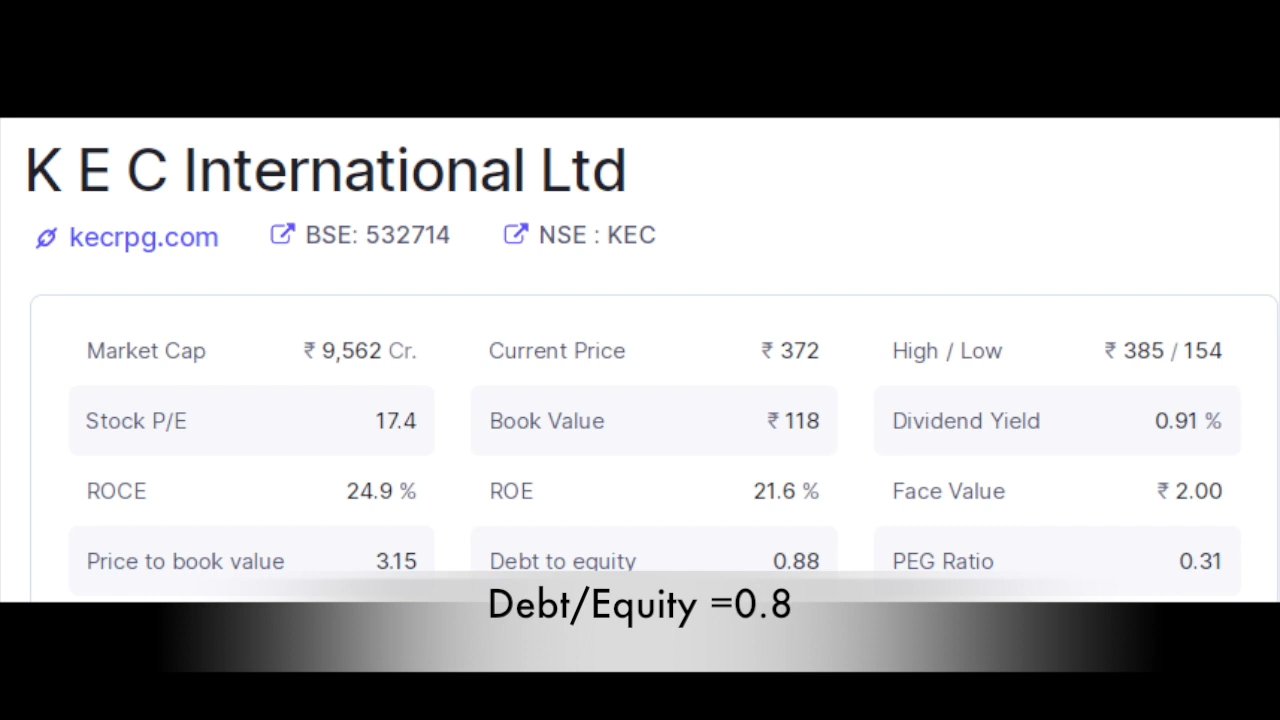 K E C International Ltd
kecrpg.com BSE: 532714 NSE : KEC
Market Cap ₹ 9,562 Cr. Current Price ₹ 372 High / Low ₹ 385 / 154
Stock P/E 17.4 Book Value ₹ 118 Dividend Yield 0.91 %
ROCE 24.9 % ROE 21.6 % Face Value ₹ 2.00
Price to book value 3.15 Debt to equity 0.88 PEG Ratio 0.31
Debt/Equity =0.8